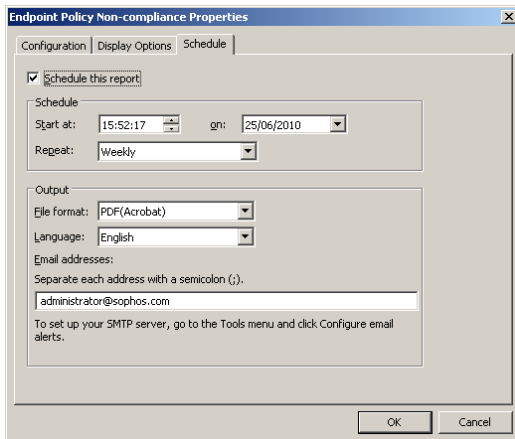 Endpoint Policy Non-compliance Properties
Configuration Display Options Schedule
Schedule this report
Schedule
Start at: 15:52:17 on: 25/06/2010
Repeat: Weekly
Output
File format: PDF(Acrobat)
Language: English
Email addresses:
Separate each address with a semicolon (;).
administrator@sophos.com
To set up your SMTP server, go to the Tools menu and click Configure email
alerts.
OK Cancel